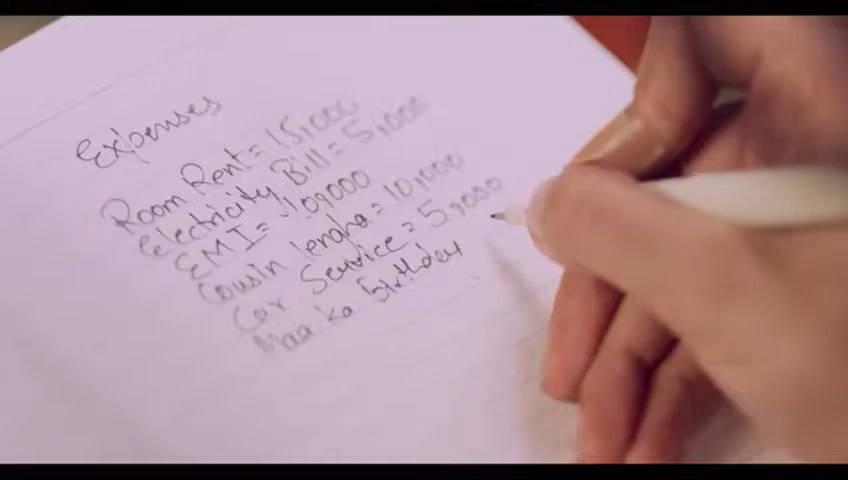 Expenses
Room Rent = 15,000
electricity Bill = 5,000
EMI = 10,000
Cousin lengha = 10,000
Car Service = 5,000
Maa ka birthday